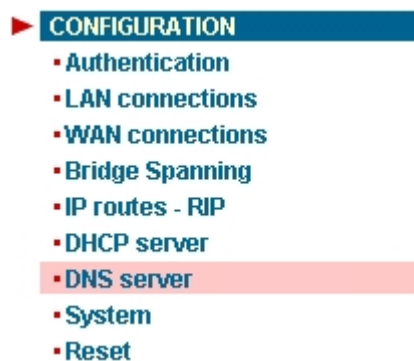 CONFIGURATION
Authentication
LAN connections
WAN connections
Bridge Spanning
IP routes - RIP
DHCP server
DNS server
System
Reset